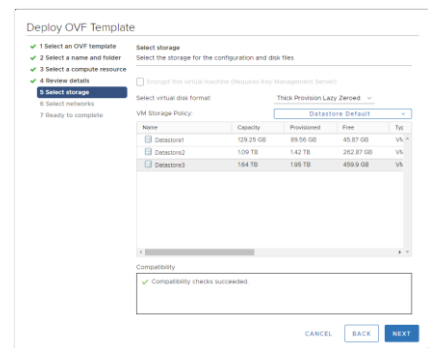 Deploy OVF Template
✓ 1 Select an OVF template
✓ 2 Select a name and folder
✓ 3 Select a compute resource
✓ 4 Review details
5 Select storage
6 Select networks
7 Ready to complete
Select storage
Select the storage for the configuration and disk files
Encrypt this virtual machine (Requires Key Management Server)
Select virtual disk format: Thick Provision Lazy Zeroed
VM Storage Policy: Datastore Default
Name Capacity Provisioned Free Typ
Datastore1 129.25 GB 89.56 GB 45.87 GB VM
Datastore2 1.09 TB 1.42 TB 262.87 GB VM
Datastore3 1.64 TB 1.95 TB 459.9 GB VM
Compatibility
✓ Compatibility checks succeeded.
CANCEL BACK NEXT